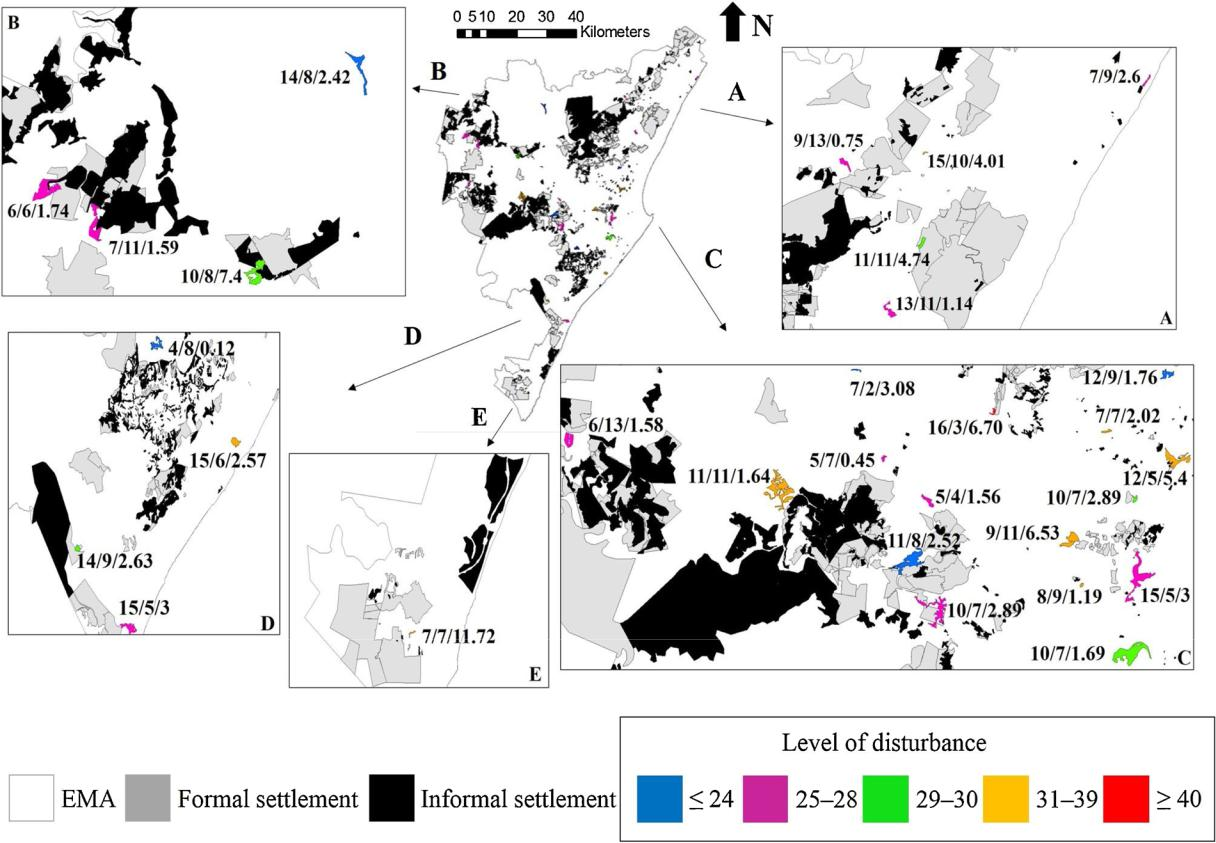 B
14/8/2.42
6/6/1.74
7/11/1.59
10/8/7.4
0 5 10 20 30 40
Kilometers
N
B
A
C
D
E
7/9/2.6
9/13/0.75
15/10/4.01
11/11/4.74
13/11/1.14
A
4/8/0.12
15/6/2.57
14/9/2.63
15/5/3
D
7/7/11.72
E
7/2/3.08
12/9/1.76
6/13/1.58
16/3/6.70
7/7/2.02
11/11/1.64
5/7/0.45
12/5/5.4
5/4/1.56
10/7/2.89
11/8/2.52
9/11/6.53
8/9/1.19
15/5/3
10/7/2.89
10/7/1.69
C
Level of disturbance
EMA Formal settlement Informal settlement
≤ 24 25–28 29–30 31–39 ≥ 40